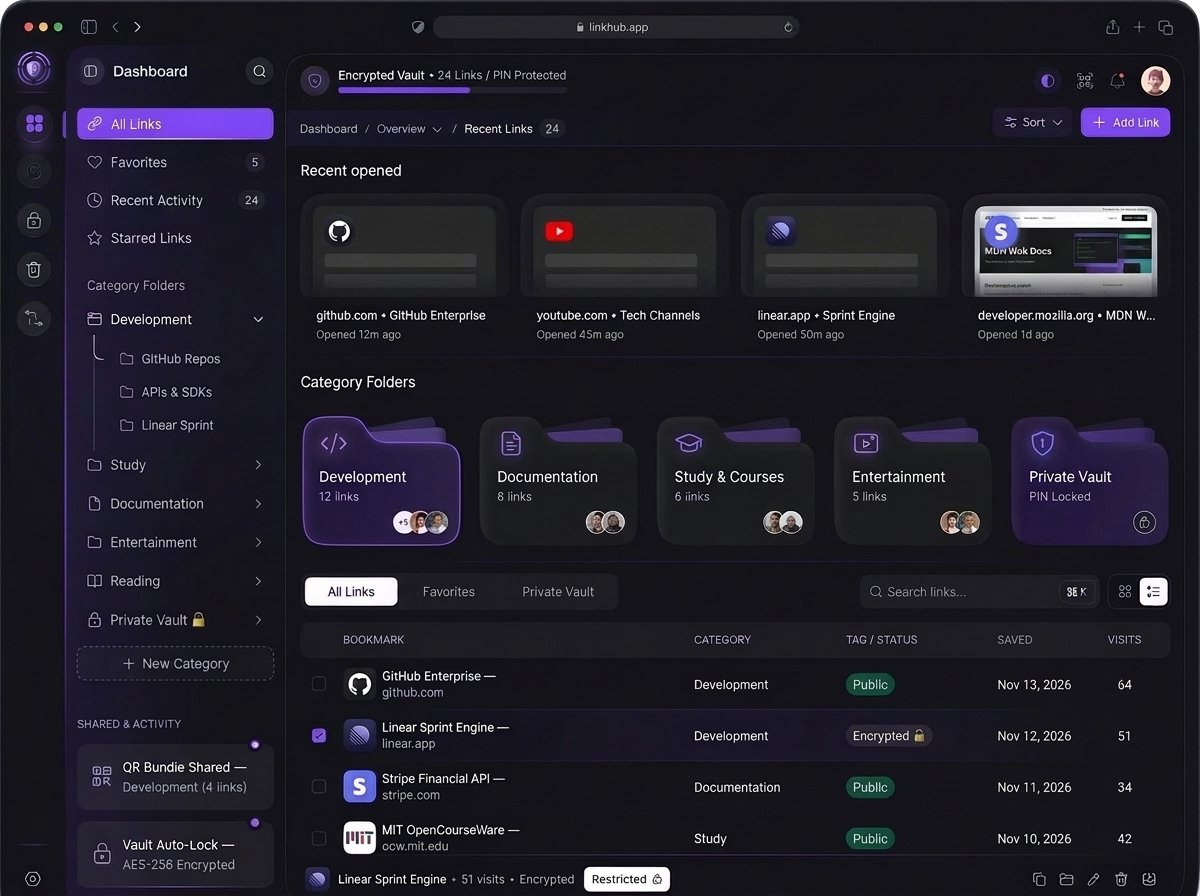 linkhub.app
Dashboard
All Links
Favorites 5
Recent Activity 24
Starred Links
Category Folders
Development
GitHub Repos
APIs & SDKs
Linear Sprint
Study
Documentation
Entertainment
Reading
Private Vault 🔒
+ New Category
SHARED & ACTIVITY
QR Bundie Shared —
Development (4 links)
Vault Auto-Lock —
AES-256 Encrypted
Encrypted Vault • 24 Links / PIN Protected
Dashboard / Overview / Recent Links 24
Sort
+ Add Link
Recent opened
github.com • GitHub Enterprise
Opened 12m ago
youtube.com • Tech Channels
Opened 45m ago
linear.app • Sprint Engine
Opened 50m ago
S
MDN Wok Docs
developer.mozilla.org • MDN W...
Opened 1d ago
Category Folders
Development
12 links
+5
Documentation
8 links
Study & Courses
6 links
Entertainment
5 links
Private Vault
PIN Locked
All Links Favorites Private Vault
Search links... ⌘ K
BOOKMARK CATEGORY TAG / STATUS SAVED VISITS
GitHub Enterprise —
github.com
Development Public Nov 13, 2026 64
Linear Sprint Engine —
linear.app
Development Encrypted 🔒 Nov 12, 2026 51
S
Stripe Financial API —
stripe.com
Documentation Public Nov 11, 2026 34
MIT
MIT OpenCourseWare —
ocw.mit.edu
Study Public Nov 10, 2026 42
Linear Sprint Engine • 51 visits • Encrypted Restricted